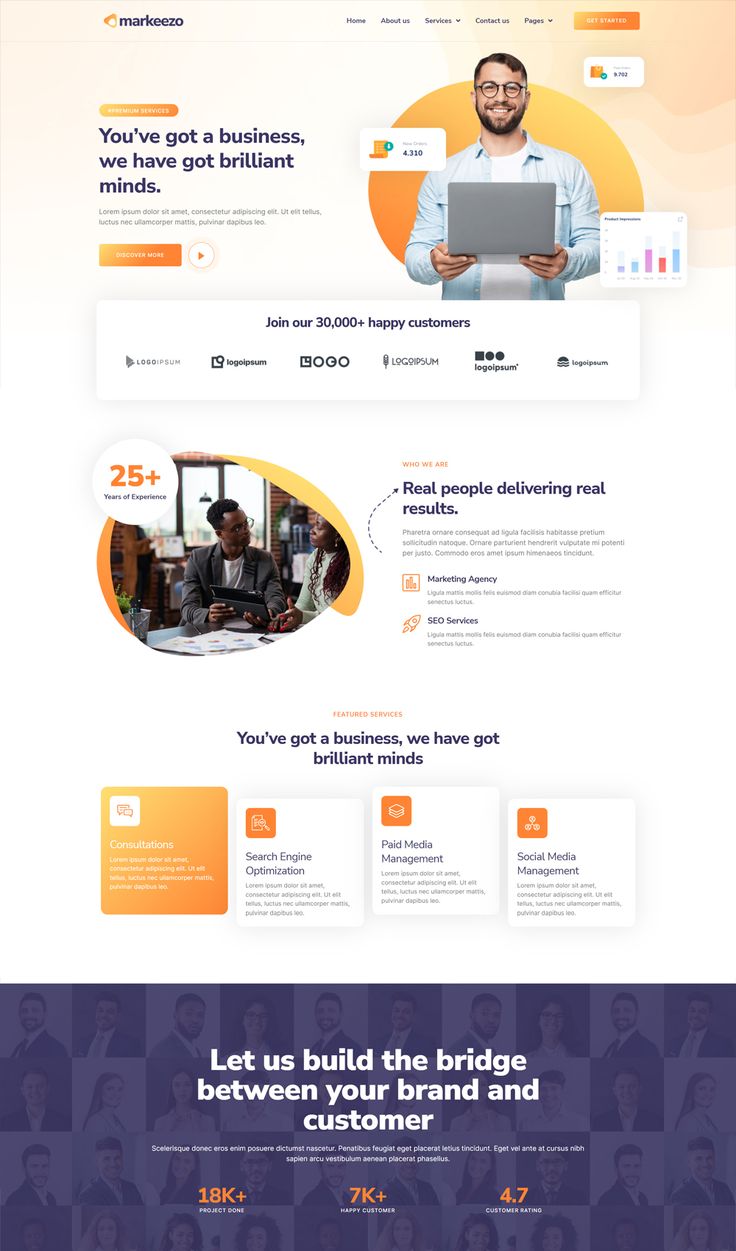 markeezo
Home
About us
Services
Contact us
Pages
GET STARTED
9.702
#PREMIUM SERVICES
You’ve got a business,
we have got brilliant
minds.
New Orders
4.310
Lorem ipsum dolor sit amet, consectetur adipiscing elit. Ut elit tellus,
luctus nec ullamcorper mattis, pulvinar dapibus leo.
DISCOVER MORE
Product Impressions
Join our 30,000+ happy customers
LOGOIPSUM
logoipsum
LOGO
LOGOIPSUM
logoipsum
logoipsum
25+
Years of Experience
WHO WE ARE
Real people delivering real
results.
Pharetra ornare consequat ad ligula facilisis habitasse pretium
sollicitudin natoque. Ornare parturient hendrerit vulputate mi potenti
per justo. Commodo eros amet ipsum himenaeos tincidunt.
Marketing Agency
Ligula mattis mollis felis euismod diam conubia facilisi quam efficitur
senectus luctus.
SEO Services
Ligula mattis mollis felis euismod diam conubia facilisi quam efficitur
senectus luctus.
FEATURED SERVICES
You’ve got a business, we have got
brilliant minds
Consultations
Lorem ipsum dolor sit amet,
consectetur adipiscing elit. Ut elit
tellus, luctus nec ullamcorper mattis,
pulvinar dapibus leo.
Search Engine
Optimization
Lorem ipsum dolor sit amet,
consectetur adipiscing elit. Ut elit
tellus, luctus nec ullamcorper mattis,
pulvinar dapibus leo.
Paid Media
Management
Lorem ipsum dolor sit amet,
consectetur adipiscing elit. Ut elit
tellus, luctus nec ullamcorper mattis,
pulvinar dapibus leo.
Social Media
Management
Lorem ipsum dolor sit amet,
consectetur adipiscing elit. Ut elit
tellus, luctus nec ullamcorper mattis,
pulvinar dapibus leo.
Let us build the bridge
between your brand and
customer
Scelerisque donec eros enim posuere dictumst nascetur. Penatibus feugiat eget placerat letius tincidunt. Eget vel ante at cursus nibh
sapien arcu vestibulum aenean placerat phasellus.
18K+
PROJECT DONE
7K+
HAPPY CUSTOMER
4.7
CUSTOMER RATING